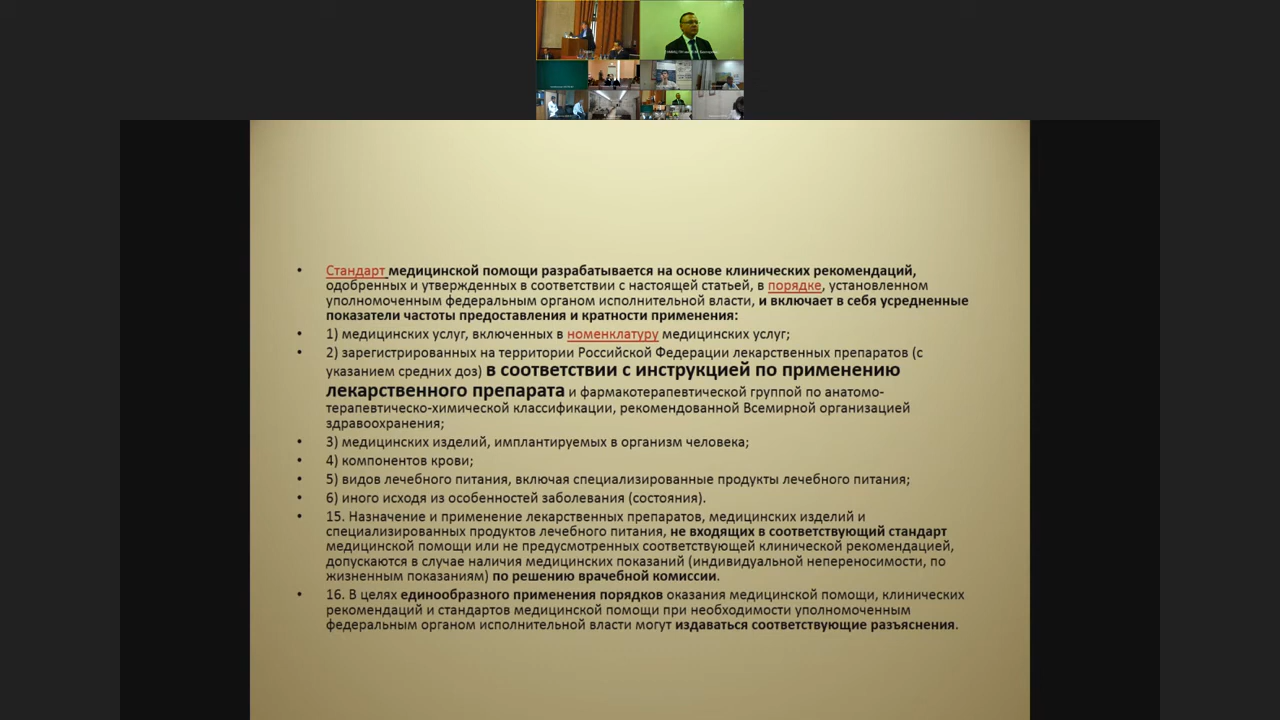 • Стандарт медицинской помощи разрабатывается на основе клинических рекомендаций,
одобренных и утвержденных в соответствии с настоящей статьей, в порядке, установленном
уполномоченным федеральным органом исполнительной власти, и включает в себя усредненные
показатели частоты предоставления и кратности применения:
• 1) медицинских услуг, включенных в номенклатуру медицинских услуг;
• 2) зарегистрированных на территории Российской Федерации лекарственных препаратов (с
указанием средних доз) в соответствии с инструкцией по применению
лекарственного препарата и фармакотерапевтической группой по анатомо-
терапевтическо-химической классификации, рекомендованной Всемирной организацией
здравоохранения;
• 3) медицинских изделий, имплантируемых в организм человека;
• 4) компонентов крови;
• 5) видов лечебного питания, включая специализированные продукты лечебного питания;
• 6) иного исходя из особенностей заболевания (состояния).
• 15. Назначение и применение лекарственных препаратов, медицинских изделий и
специализированных продуктов лечебного питания, не входящих в соответствующий стандарт
медицинской помощи или не предусмотренных соответствующей клинической рекомендацией,
допускаются в случае наличия медицинских показаний (индивидуальной непереносимости, по
жизненным показаниям) по решению врачебной комиссии.
• 16. В целях единообразного применения порядков оказания медицинской помощи, клинических
рекомендаций и стандартов медицинской помощи при необходимости уполномоченным
федеральным органом исполнительной власти могут издаваться соответствующие разъяснения.